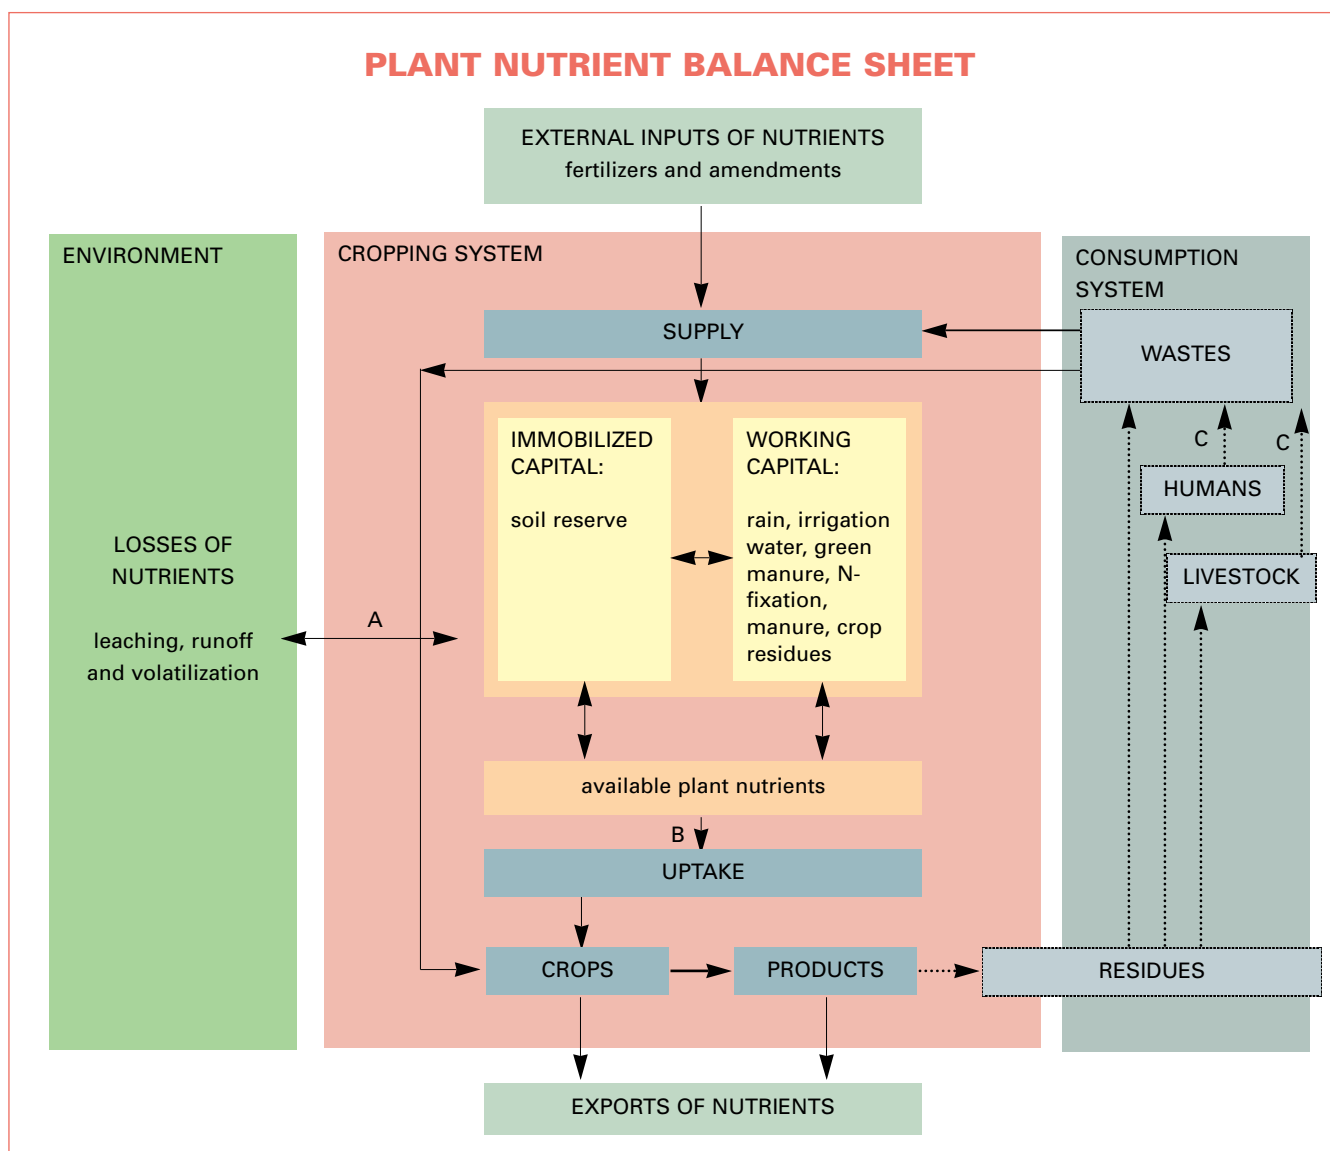 PLANT NUTRIENT BALANCE SHEET
EXTERNAL INPUTS OF NUTRIENTS
fertilizers and amendments
ENVIRONMENT
LOSSES OF
NUTRIENTS
leaching, runoff
and volatilization
A
CROPPING SYSTEM
SUPPLY
IMMOBILIZED
CAPITAL:
soil reserve
WORKING
CAPITAL:
rain, irrigation
water, green
manure, N-
fixation,
manure, crop
residues
available plant nutrients
B
UPTAKE
CROPS
PRODUCTS
CONSUMPTION
SYSTEM
WASTES
C
C
HUMANS
LIVESTOCK
RESIDUES
EXPORTS OF NUTRIENTS